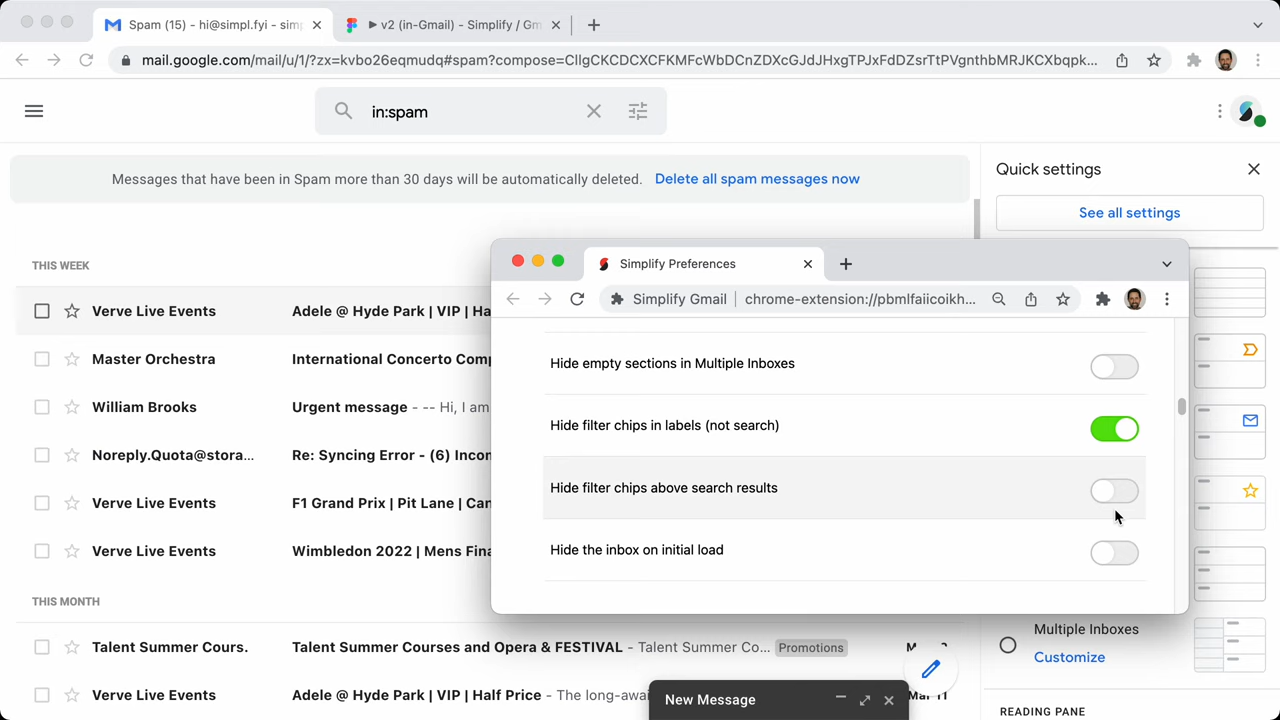 Spam (15) - hi@simpl.fyi - sim
▶ v2 (in-Gmail) - Simplify / Gm
mail.google.com/mail/u/1/?zx=kvbo26eqmudq#spam?compose=
in:spam
Messages that have been in Spam more than 30 days will be automatically deleted. Delete all spam messages now
Quick settings
See all settings
THIS WEEK
Verve Live Events Adele @ Hyde Park | VIP | Ha
Master Orchestra International Concerto Comp
William Brooks Urgent message - -- Hi, I am
Noreply.Quota@stora... Re: Syncing Error - (6) Incom
Verve Live Events F1 Grand Prix | Pit Lane | Can
Verve Live Events Wimbledon 2022 | Mens Fina
THIS MONTH
Talent Summer Cours. Talent Summer Courses and Opera & FESTIVAL - Talent Summer Co... Promotions
Verve Live Events Adele @ Hyde Park | VIP | Half Price - The long-awai Mar 11
Simplify Preferences
Simplify Gmail chrome-extension://pbmlfaiicoikh...
Hide empty sections in Multiple Inboxes
Hide filter chips in labels (not search)
Hide filter chips above search results
Hide the inbox on initial load
Multiple Inboxes
Customize
READING PANE
New Message